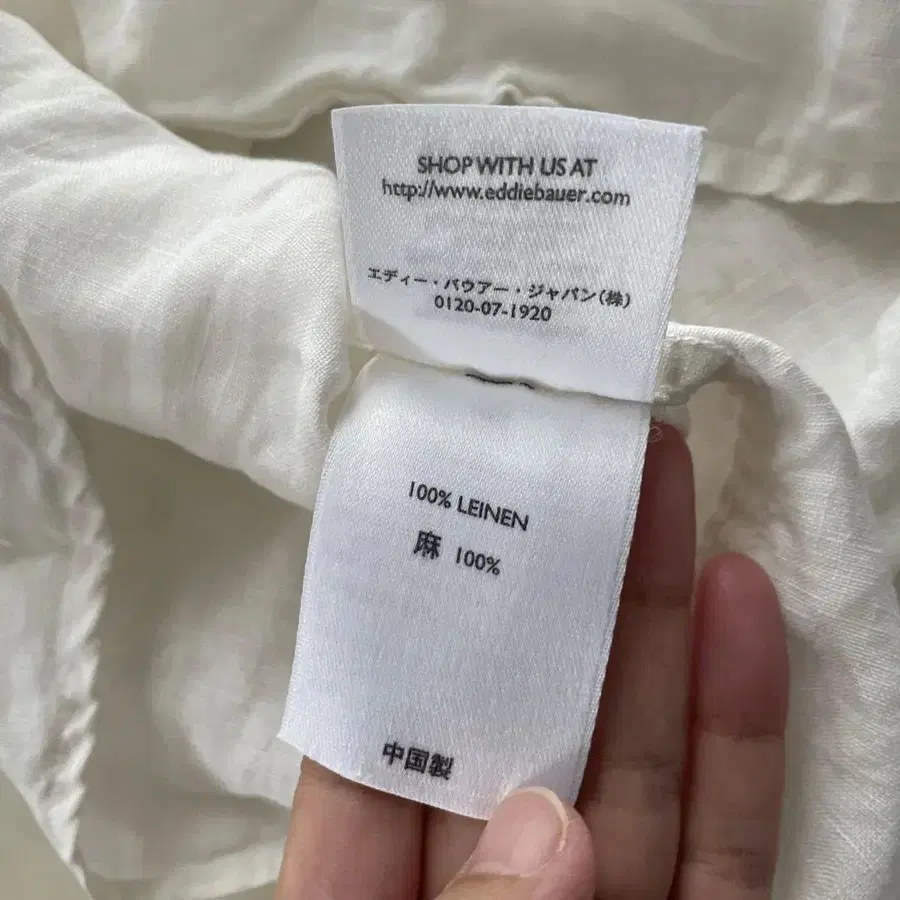 SHOP WITH US AT
http://www.eddiebauer.com
エディー・バウアー・ジャパン(株)
0120-07-1920
100% LEINEN
麻 100%
中国製